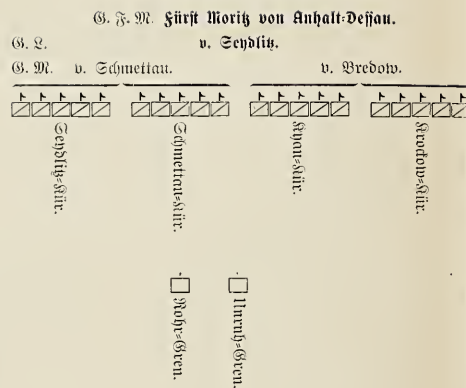 G. F. M. Fürst Moritz von Anhalt-Dessau.
G. L. v. Seydlitz.
G. M. v. Schmettau. v. Bredow.
Seydlitz-Kür.
Schmettau-Kür.
Kyau-Kür.
Krockow-Kür.
Rohr-Gren.
Unruh-Gren.